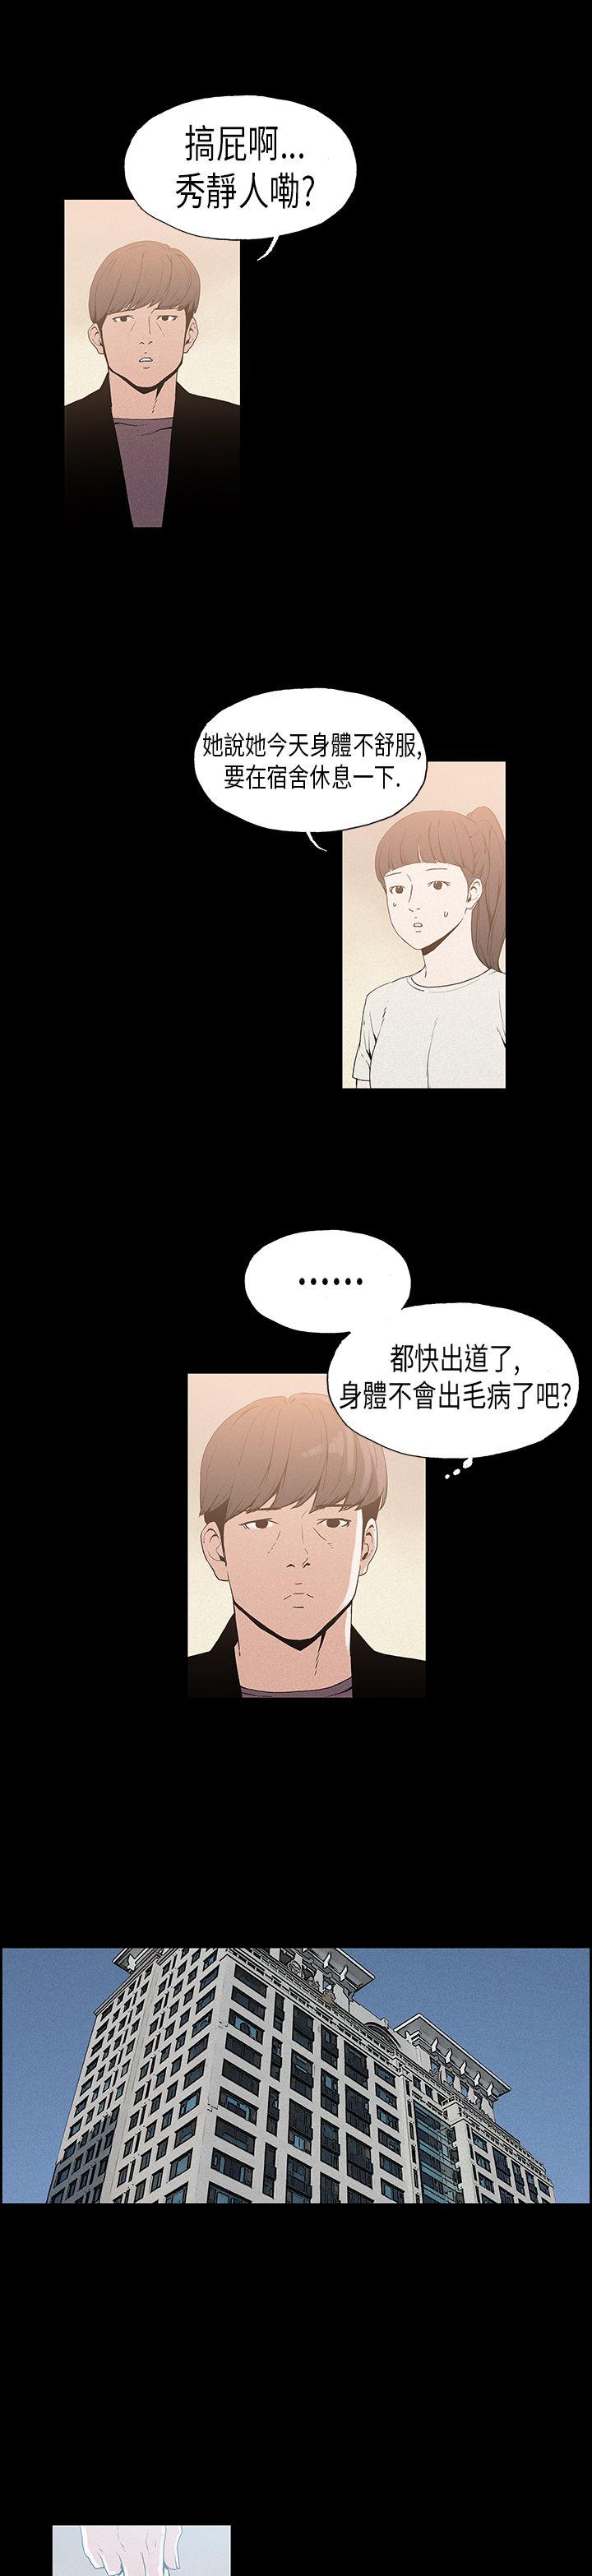 搞屁啊...
秀靜人嘞?
她說她今天身體不舒服,
要在宿舍休息一下.
······
都快出道了,
身體不會出毛病了吧?